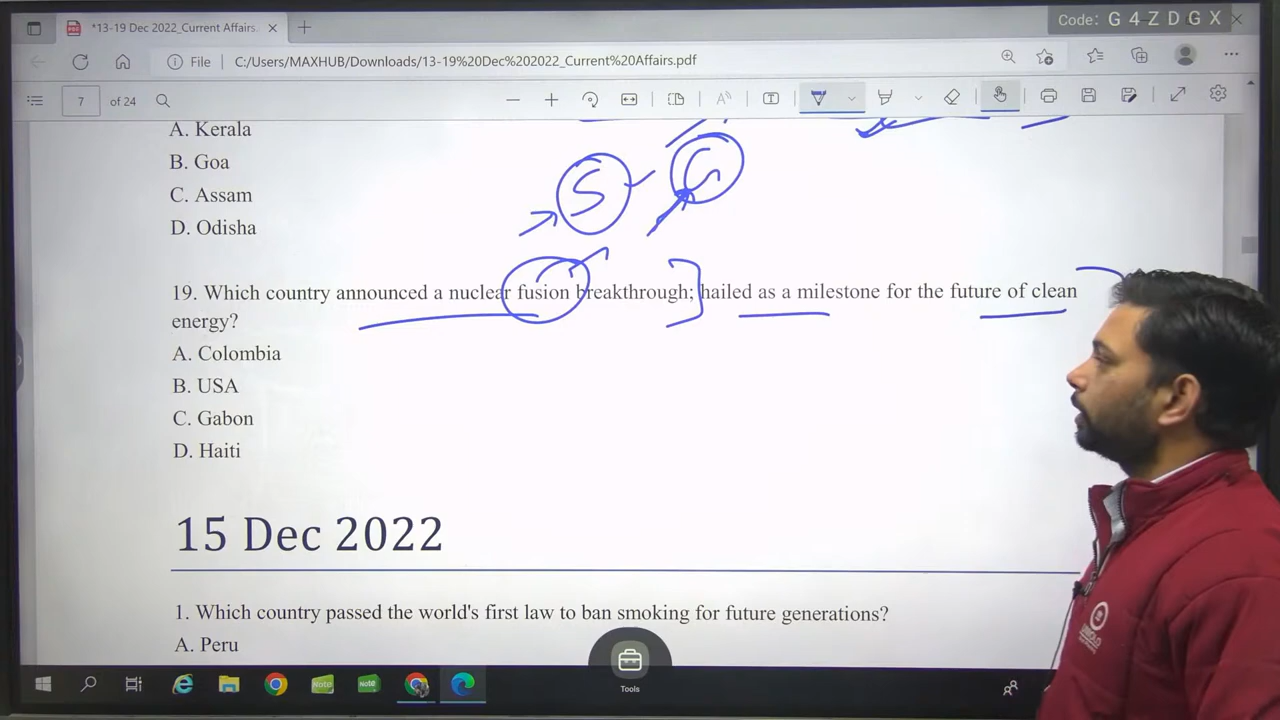 *13-19 Dec 2022_Current Affairs.
Code: G 4 Z D G X
File C:/Users/MAXHUB/Downloads/13-19%20Dec%202022_Current%20Affairs.pdf
7 of 24
A. Kerala
B. Goa
C. Assam
D. Odisha
S G
19. Which country announced a nuclear fusion breakthrough; hailed as a milestone for the future of clean
energy?
A. Colombia
B. USA
C. Gabon
D. Haiti
15 Dec 2022
1. Which country passed the world's first law to ban smoking for future generations?
A. Peru
Tools
Note
Note